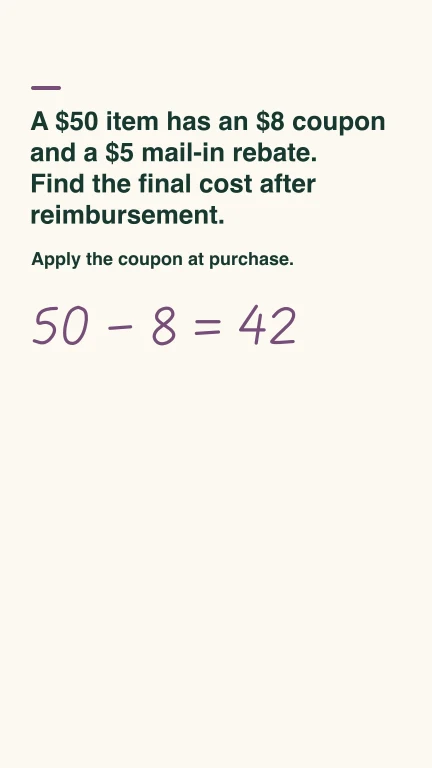 A $50 item has an $8 coupon
and a $5 mail-in rebate.
Find the final cost after
reimbursement.
Apply the coupon at purchase.
50 − 8 = 42